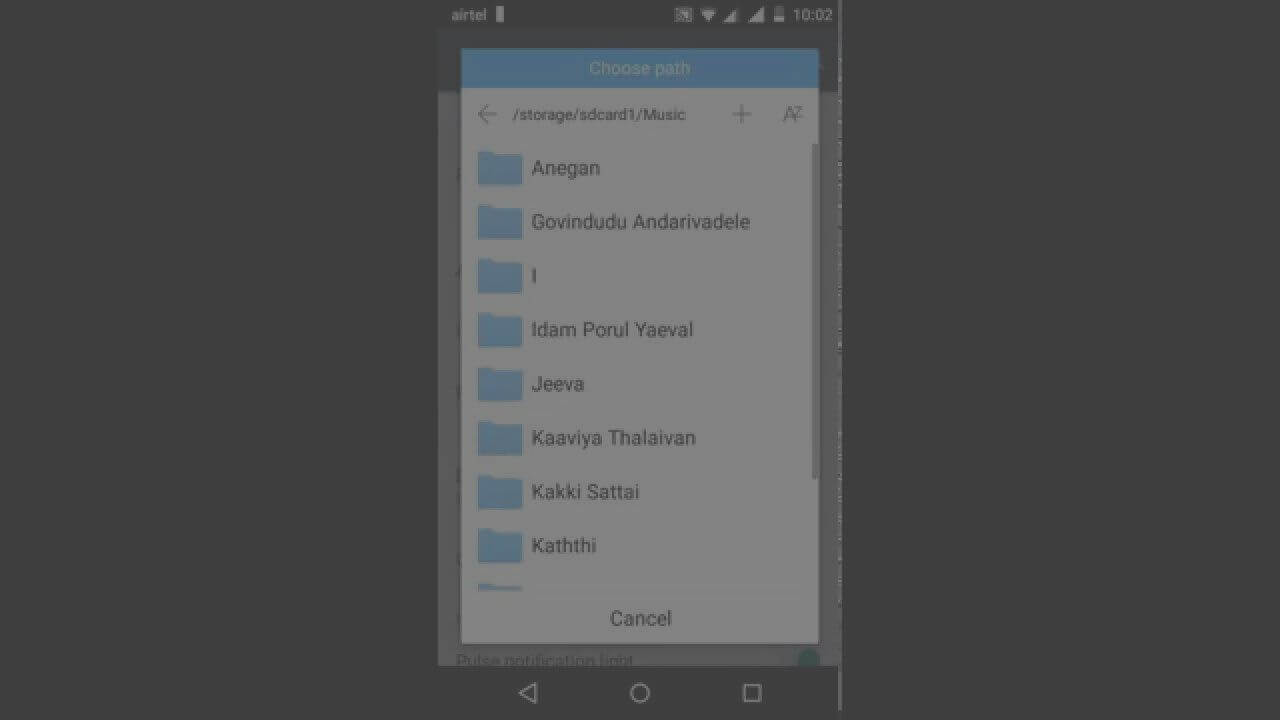 airtel 10:02
Choose path
/storage/sdcard1/Music
Anegan
Govindudu Andarivadele
I
Idam Porul Yaeval
Jeeva
Kaaviya Thalaivan
Kakki Sattai
Kaththi
Cancel
Pulse notification light